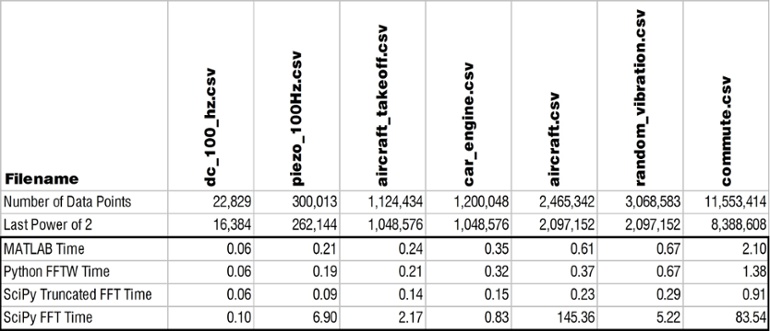 Filename dc_100_hz.csv piezo_100Hz.csv aircraft_takeoff.csv car_engine.csv aircraft.csv random_vibration.csv commute.csv
Number of Data Points 22,829 300,013 1,124,434 1,200,048 2,465,342 3,068,583 11,553,414
Last Power of 2 16,384 262,144 1,048,576 1,048,576 2,097,152 2,097,152 8,388,608
MATLAB Time 0.06 0.21 0.24 0.35 0.61 0.67 2.10
Python FFTW Time 0.06 0.19 0.21 0.32 0.37 0.67 1.38
SciPy Truncated FFT Time 0.06 0.09 0.14 0.15 0.23 0.29 0.91
SciPy FFT Time 0.10 6.90 2.17 0.83 145.36 5.22 83.54